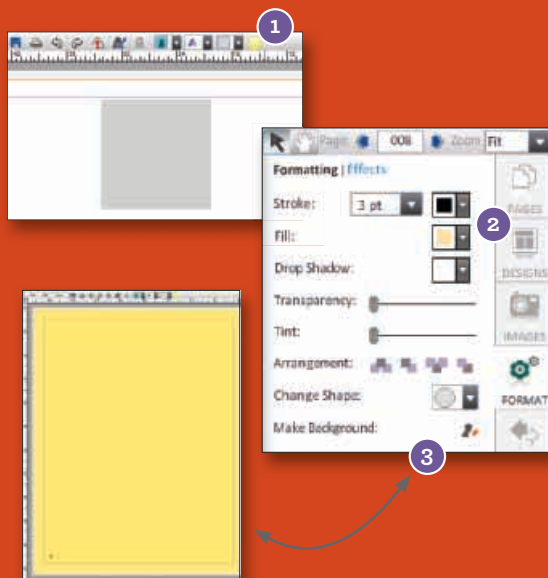 1
Page: 008 Zoom: Fit
Formatting | Effects
Stroke: 3 pt
2
Fill:
Drop Shadow:
Transparency:
Tint:
Arrangement:
Change Shape:
Make Background:
PAGES
DESIGNS
IMAGES
FORMAT
3